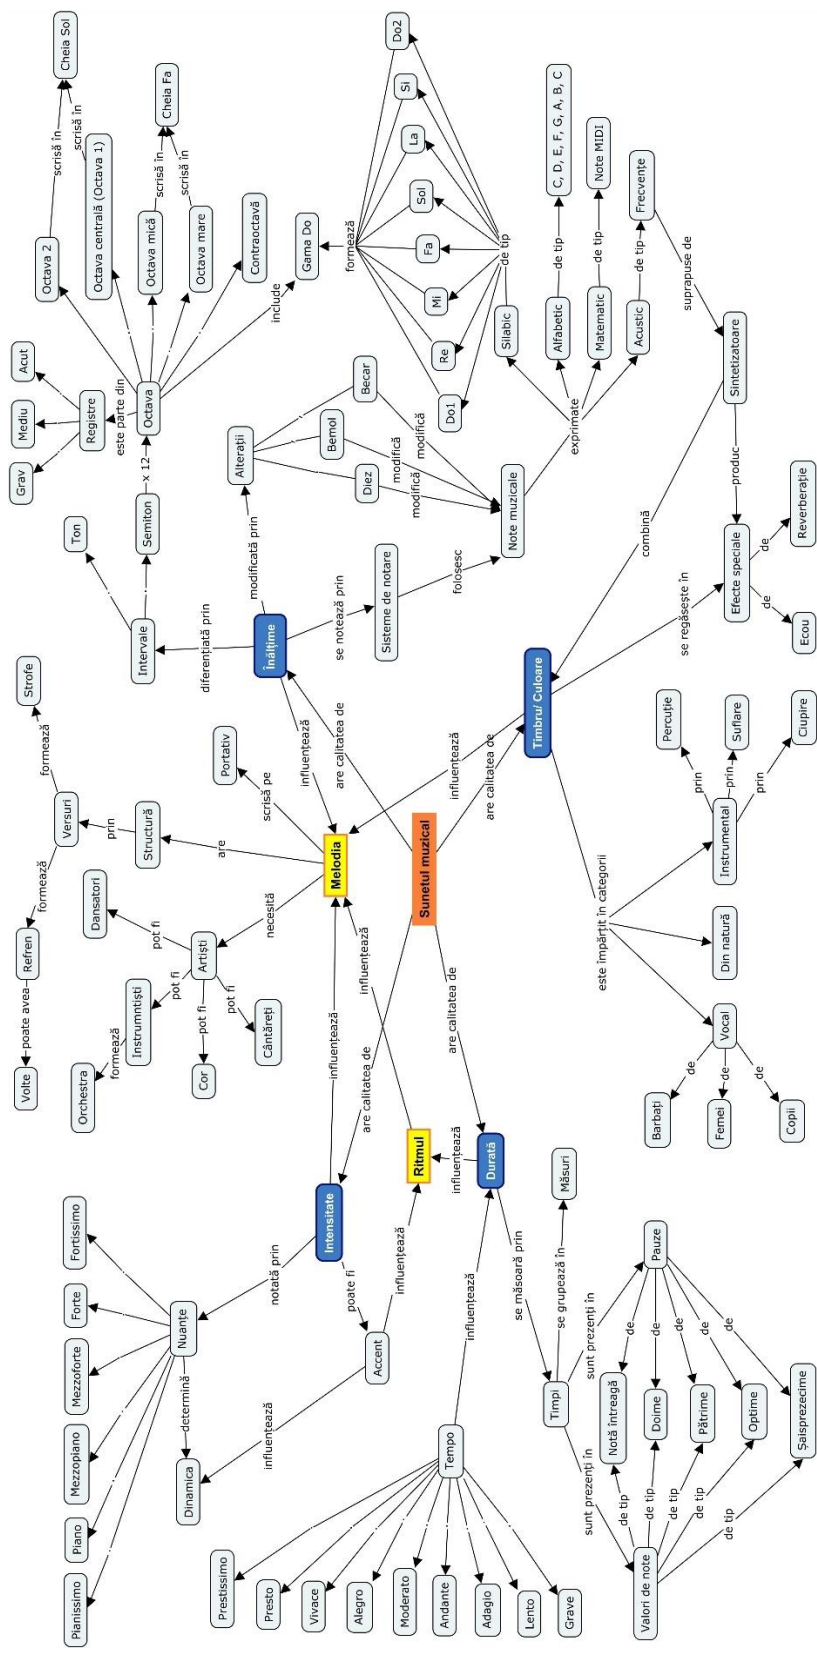 Pianissimo
Piano
Mezzopiano
Mezzoforte
Forte
Fortissimo
Volte
poate avea
Refren
formează
Versuri
formează
Strofe
prin
Structură
are
Orchestra
formează
Instrumntiști
pot fi
Dansatori
pot fi
Artiști
Cor
pot fi
Cântăreți
pot fi
necesită
Portativ
scrisă pe
Melodia
Nuanțe
determină
Dinamica
notată prin
influențează
Intensitate
poate fi
Accent
influențează
influențează
are calitatea de
influențează
Ritmul
influențează
Durată
are calitatea de
Sunetul muzical
are calitatea de
influențează
are calitatea de
influențează
Prestissimo
Presto
Vivace
Alegro
Moderato
Andante
Adagio
Lento
Grave
Tempo
influențează
se măsoară prin
Timpi
se grupează în
Măsuri
sunt prezenți în
sunt prezenți în
Valori de note
de tip
de tip
de tip
de tip
de tip
Notă întreagă
Doime
Pătrime
Optime
Șaisprezecime
de
de
de
de
de
Pauze
Înălțime
diferențiată prin
Intervale
Ton
Semiton
x 12
Octava
este parte din
Registre
Grav
Mediu
Acut
Octava 2
scrisă în
Cheia Sol
Octava centrală (Octava 1)
scrisă în
Octava mică
scrisă în
Cheia Fa
Octava mare
scrisă în
Contraoctavă
include
Gama Do
formează
modificată prin
Alterații
Diez
modifică
Bemol
modifică
Becar
modifică
se notează prin
Sisteme de notare
folosesc
Note muzicale
exprimate
Do1
Re
Mi
Fa
Sol
La
Si
Do2
de tip
Silabic
Alfabetic
de tip
C, D, E, F, G, A, B, C
Matematic
de tip
Note MIDI
Acustic
de tip
Frecvențe
suprapuse de
Sintetizatoare
combină
produc
Timbru/ Culoare
se regăsește în
Efecte speciale
de
Ecou
de
Reverberație
este împărțit în categorii
Vocal
de
Barbați
de
Femei
de
Copii
Din natură
Instrumental
prin
Percuție
prin
Suflare
prin
Ciupire